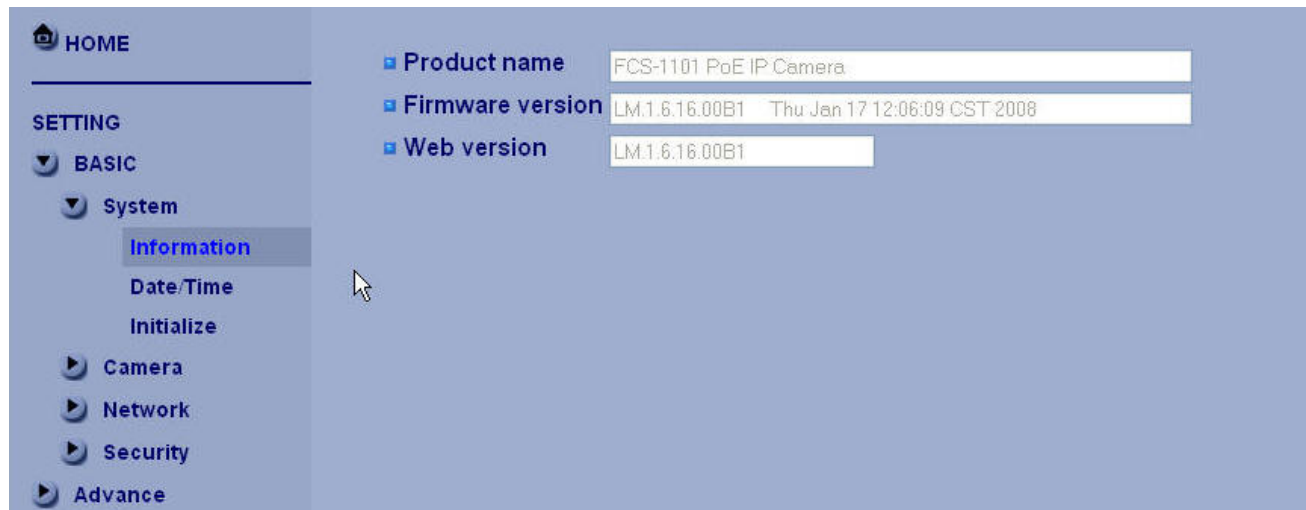 HOME
SETTING
BASIC
System
Information
Date/Time
Initialize
Camera
Network
Security
Advance
Product name FCS-1101 PoE IP Camera
Firmware version LM.1.6.16.00B1 Thu Jan 17 12:06:09 CST 2008
Web version LM.1.6.16.00B1